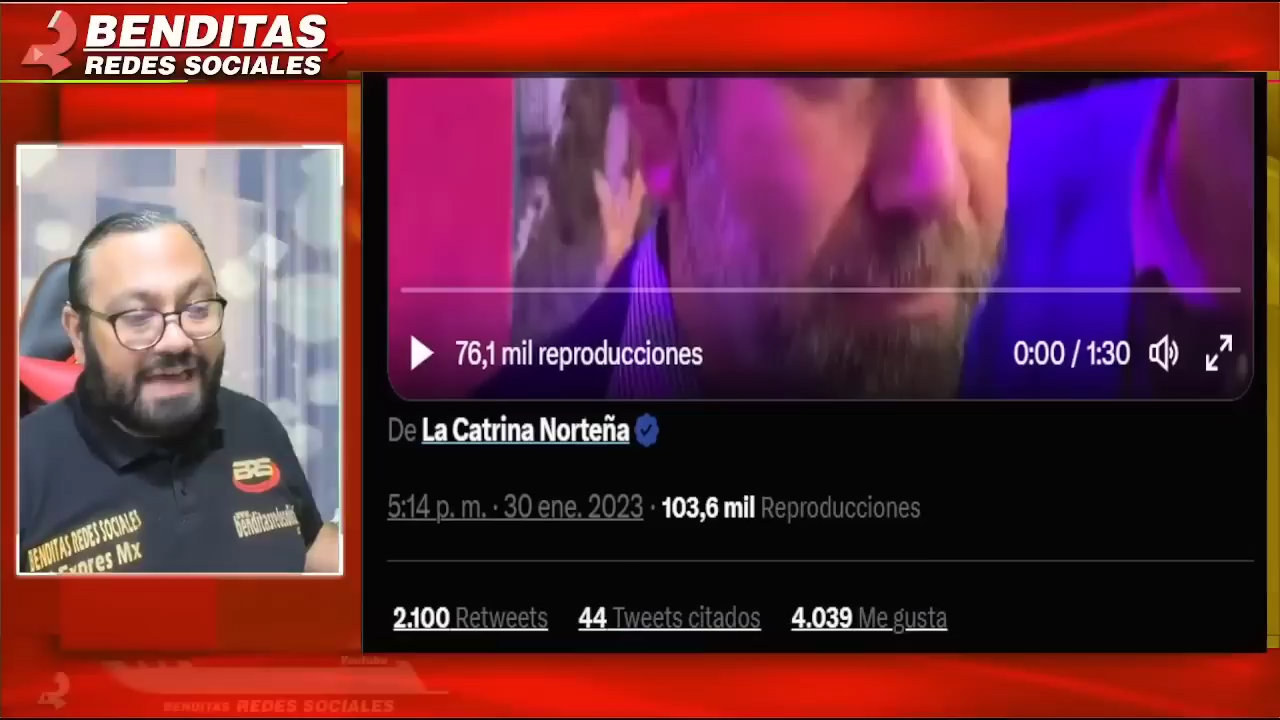 BENDITAS
REDES SOCIALES
BRS
BENDITAS REDES SOCIALES
Expres Mx
76,1 mil reproducciones
0:00 / 1:30
De La Catrina Norteña
5:14 p. m. · 30 ene. 2023 · 103,6 mil Reproducciones
2.100 Retweets 44 Tweets citados 4.039 Me gusta
YouTube
BENDITAS REDES SOCIALES